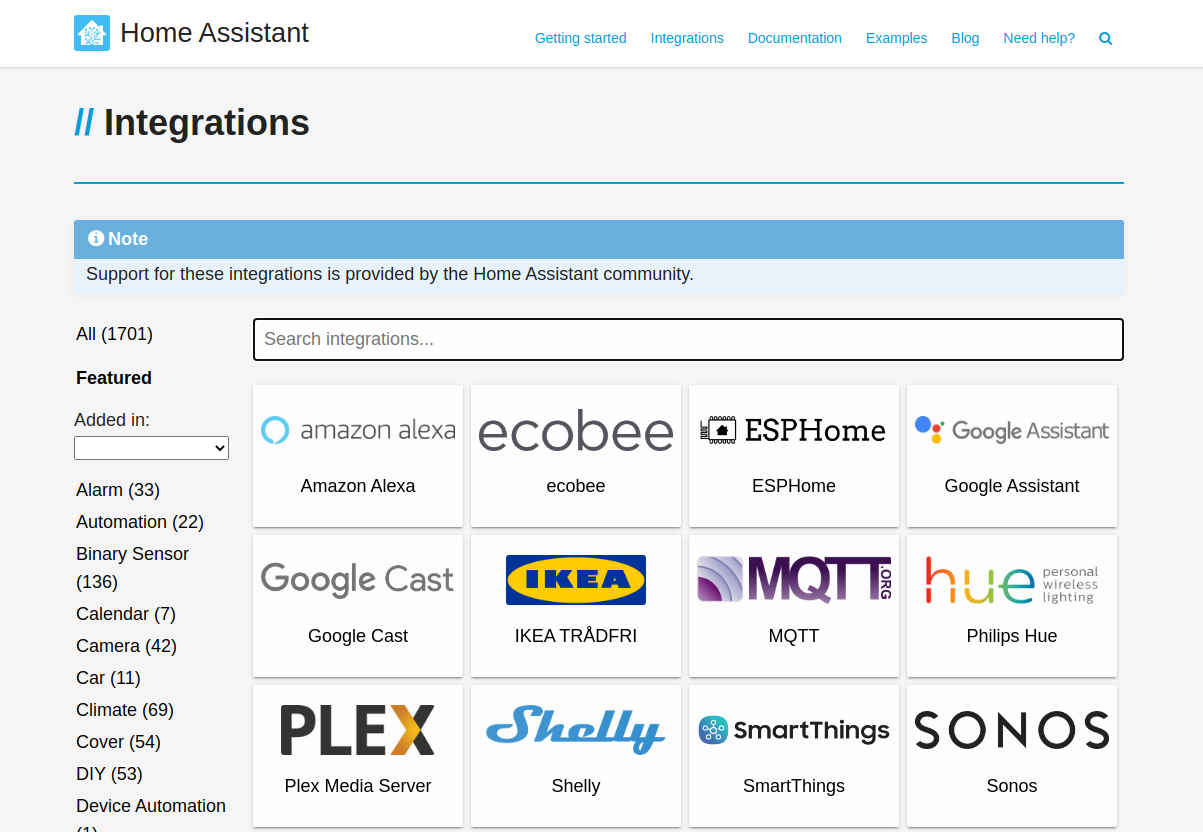 Home Assistant
Getting started Integrations Documentation Examples Blog Need help?
// Integrations
Note
Support for these integrations is provided by the Home Assistant community.
All (1701)
Featured
Added in:
Alarm (33)
Automation (22)
Binary Sensor
(136)
Calendar (7)
Camera (42)
Car (11)
Climate (69)
Cover (54)
DIY (53)
Device Automation
(1)
Search integrations...
amazon alexa
Amazon Alexa
ecobee
ecobee
ESPHome
ESPHome
Google Assistant
Google Assistant
Google Cast
Google Cast
IKEA
IKEA TRÅDFRI
MQTT.ORG
MQTT
hue personal
wireless
lighting
Philips Hue
PLEX
Plex Media Server
Shelly
Shelly
SmartThings
SmartThings
SONOS
Sonos